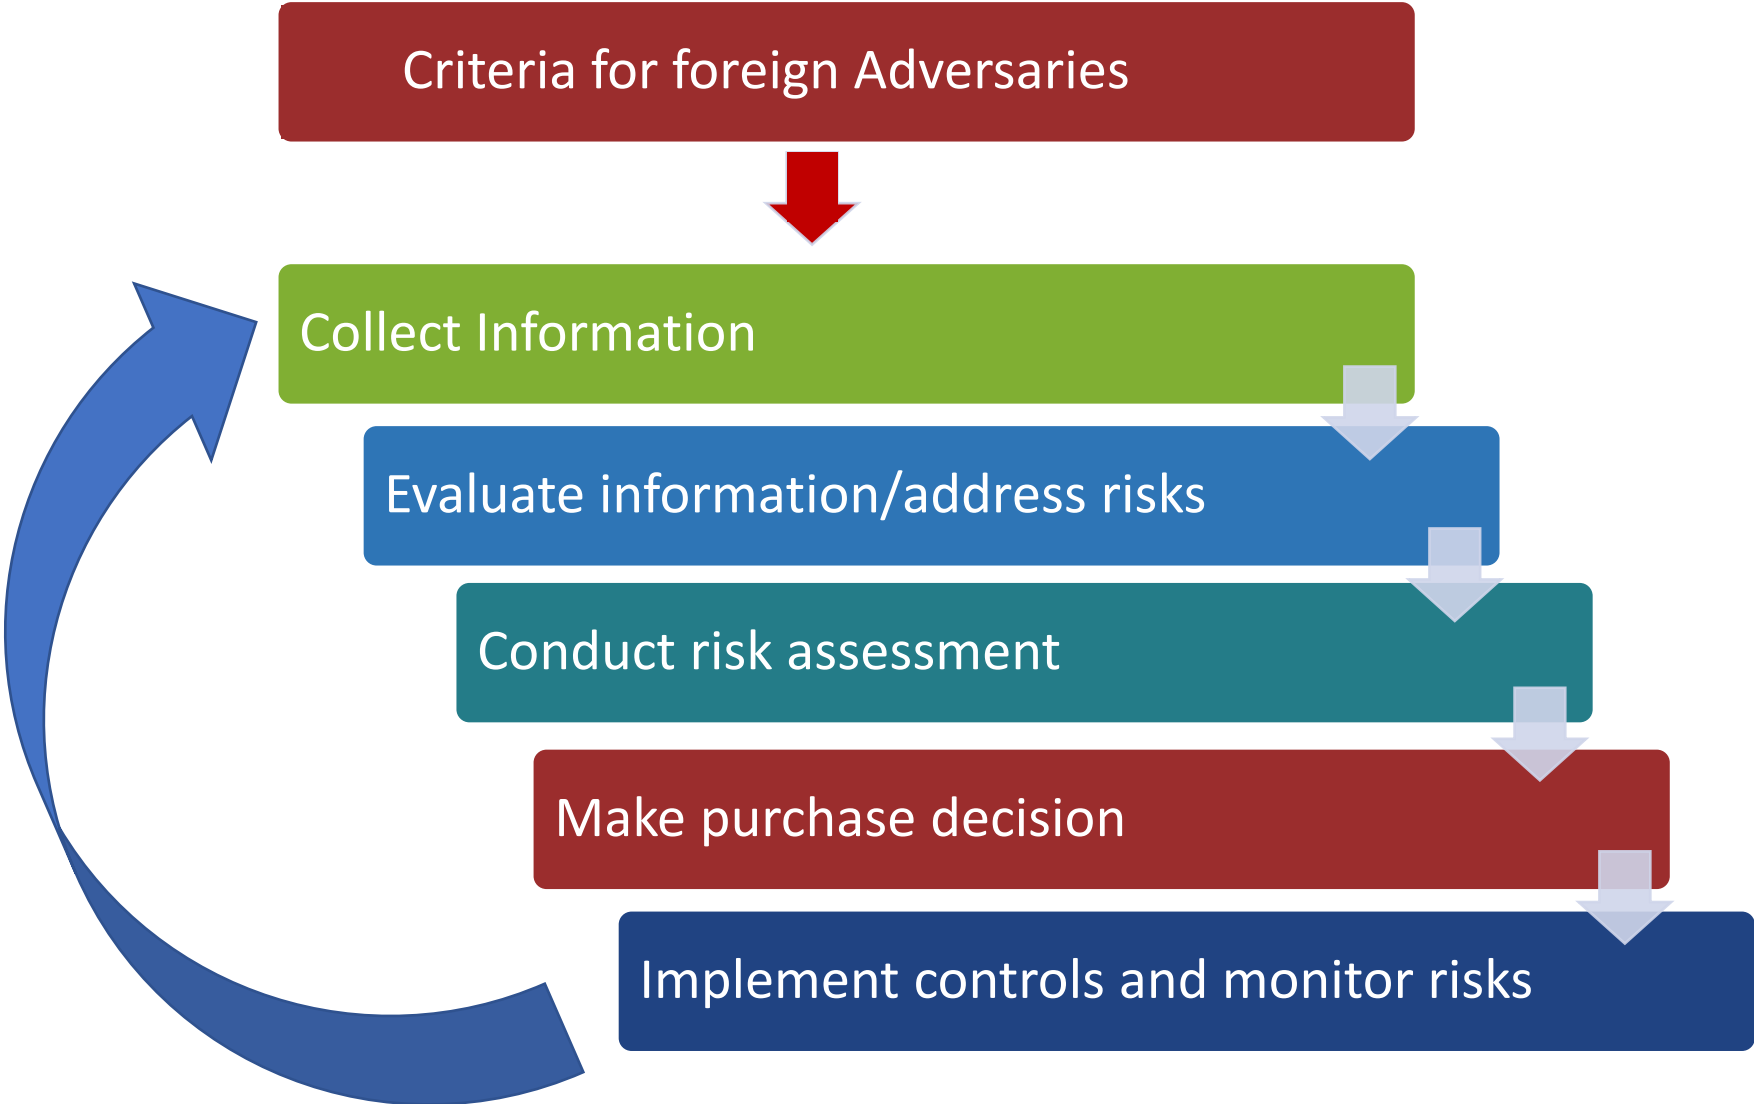 Criteria for foreign Adversaries
Collect Information
Evaluate information/address risks
Conduct risk assessment
Make purchase decision
Implement controls and monitor risks